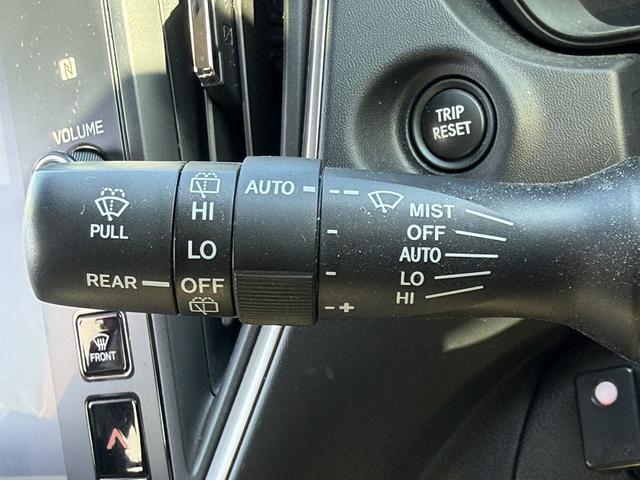 N
VOLUME
TRIP
RESET
PULL
REAR
HI
LO
OFF
AUTO
- -
- +
MIST
OFF
AUTO
LO
HI
FRONT